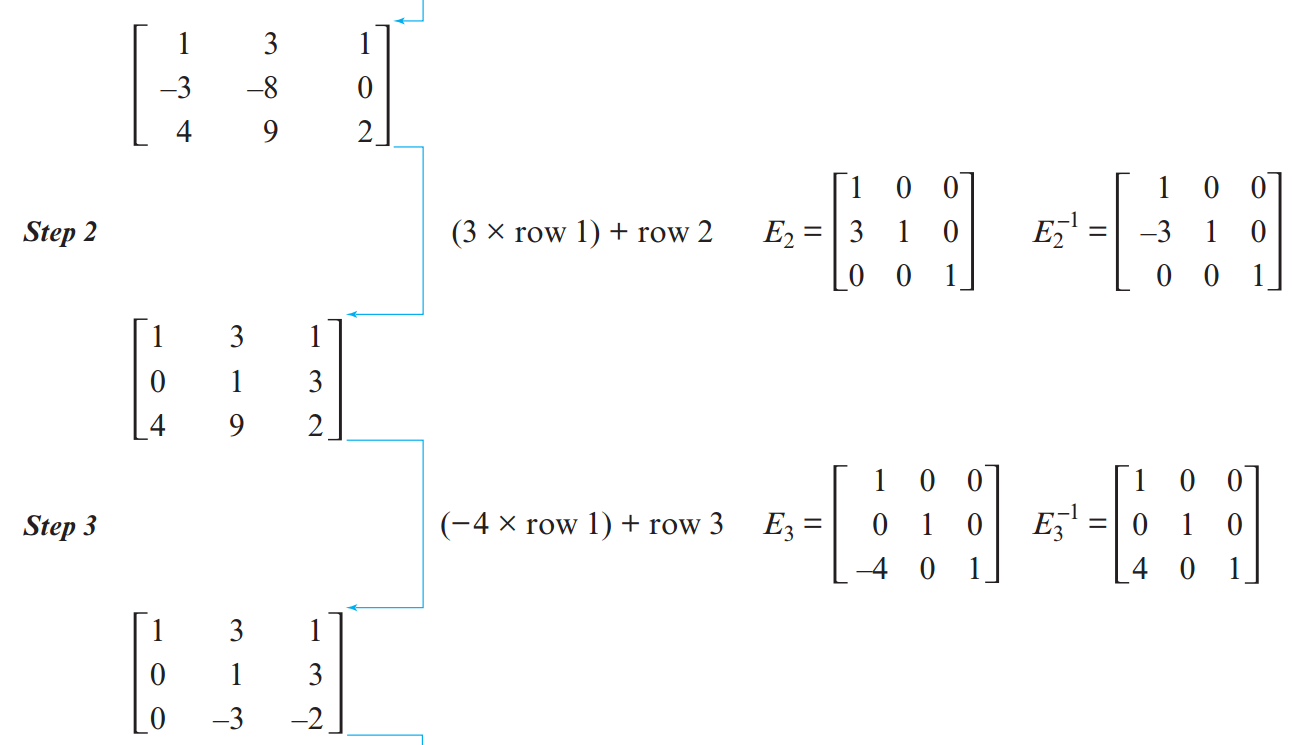 1 3 1
–3 –8 0
4 9 2
1 0 0 1 0 0
Step 2 (3 × row 1) + row 2 E₂ = 3 1 0 E₂⁻¹ = –3 1 0
0 0 1 0 0 1
1 3 1
0 1 3
4 9 2
1 0 0 1 0 0
Step 3 (−4 × row 1) + row 3 E₃ = 0 1 0 E₃⁻¹ = 0 1 0
–4 0 1 4 0 1
1 3 1
0 1 3
0 –3 –2